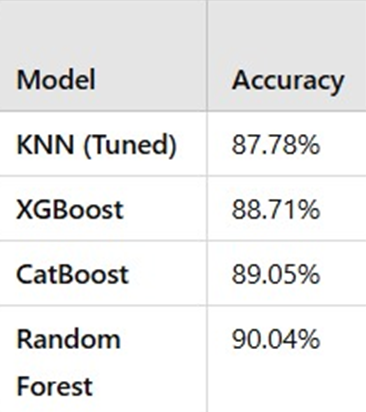 Model Accuracy
KNN (Tuned) 87.78%
XGBoost 88.71%
CatBoost 89.05%
Random 90.04%
Forest